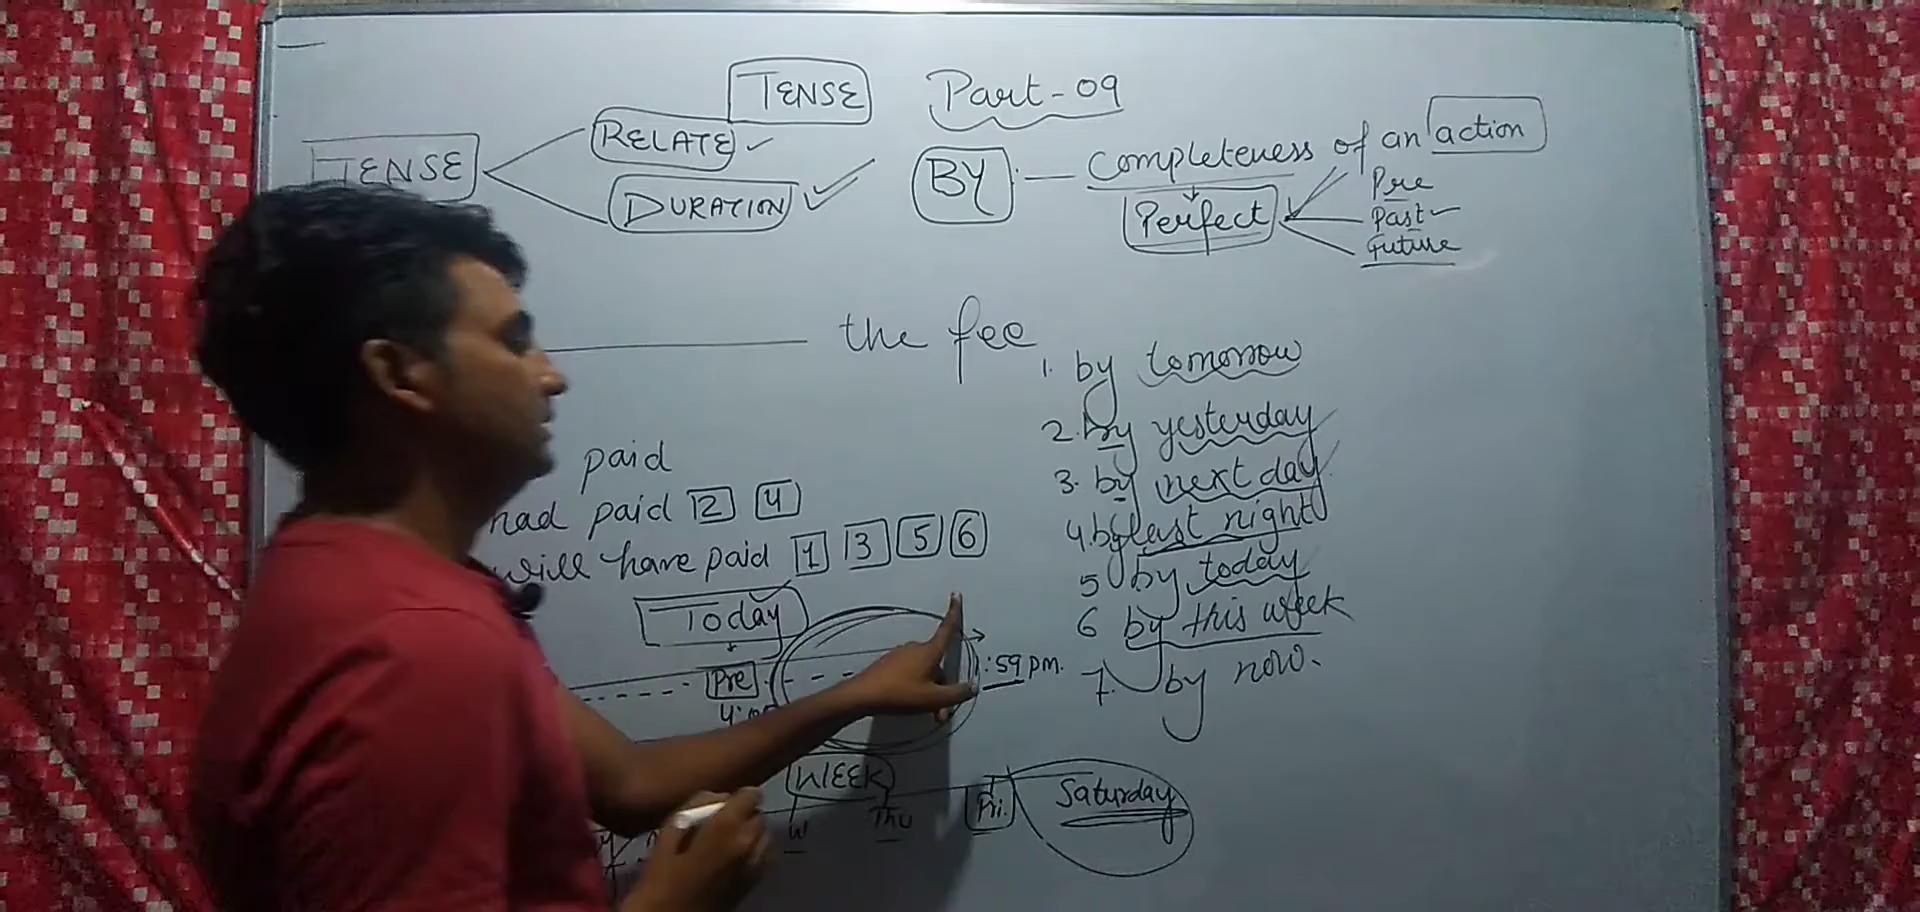 TENSE Part-09
TENSE
RELATE
DURATION
BY - Completeness of an action
Perfect
Pre
Past
Future
the fee
1. by tomorrow
2. by yesterday
3. by next day
4. by last night
5 by today
6 by this week
7. by now.
paid
had paid 2 4
will have paid 1 3 5 6
Today
Pre
:59 pm.
WEEK
W Thu Fri. Saturday